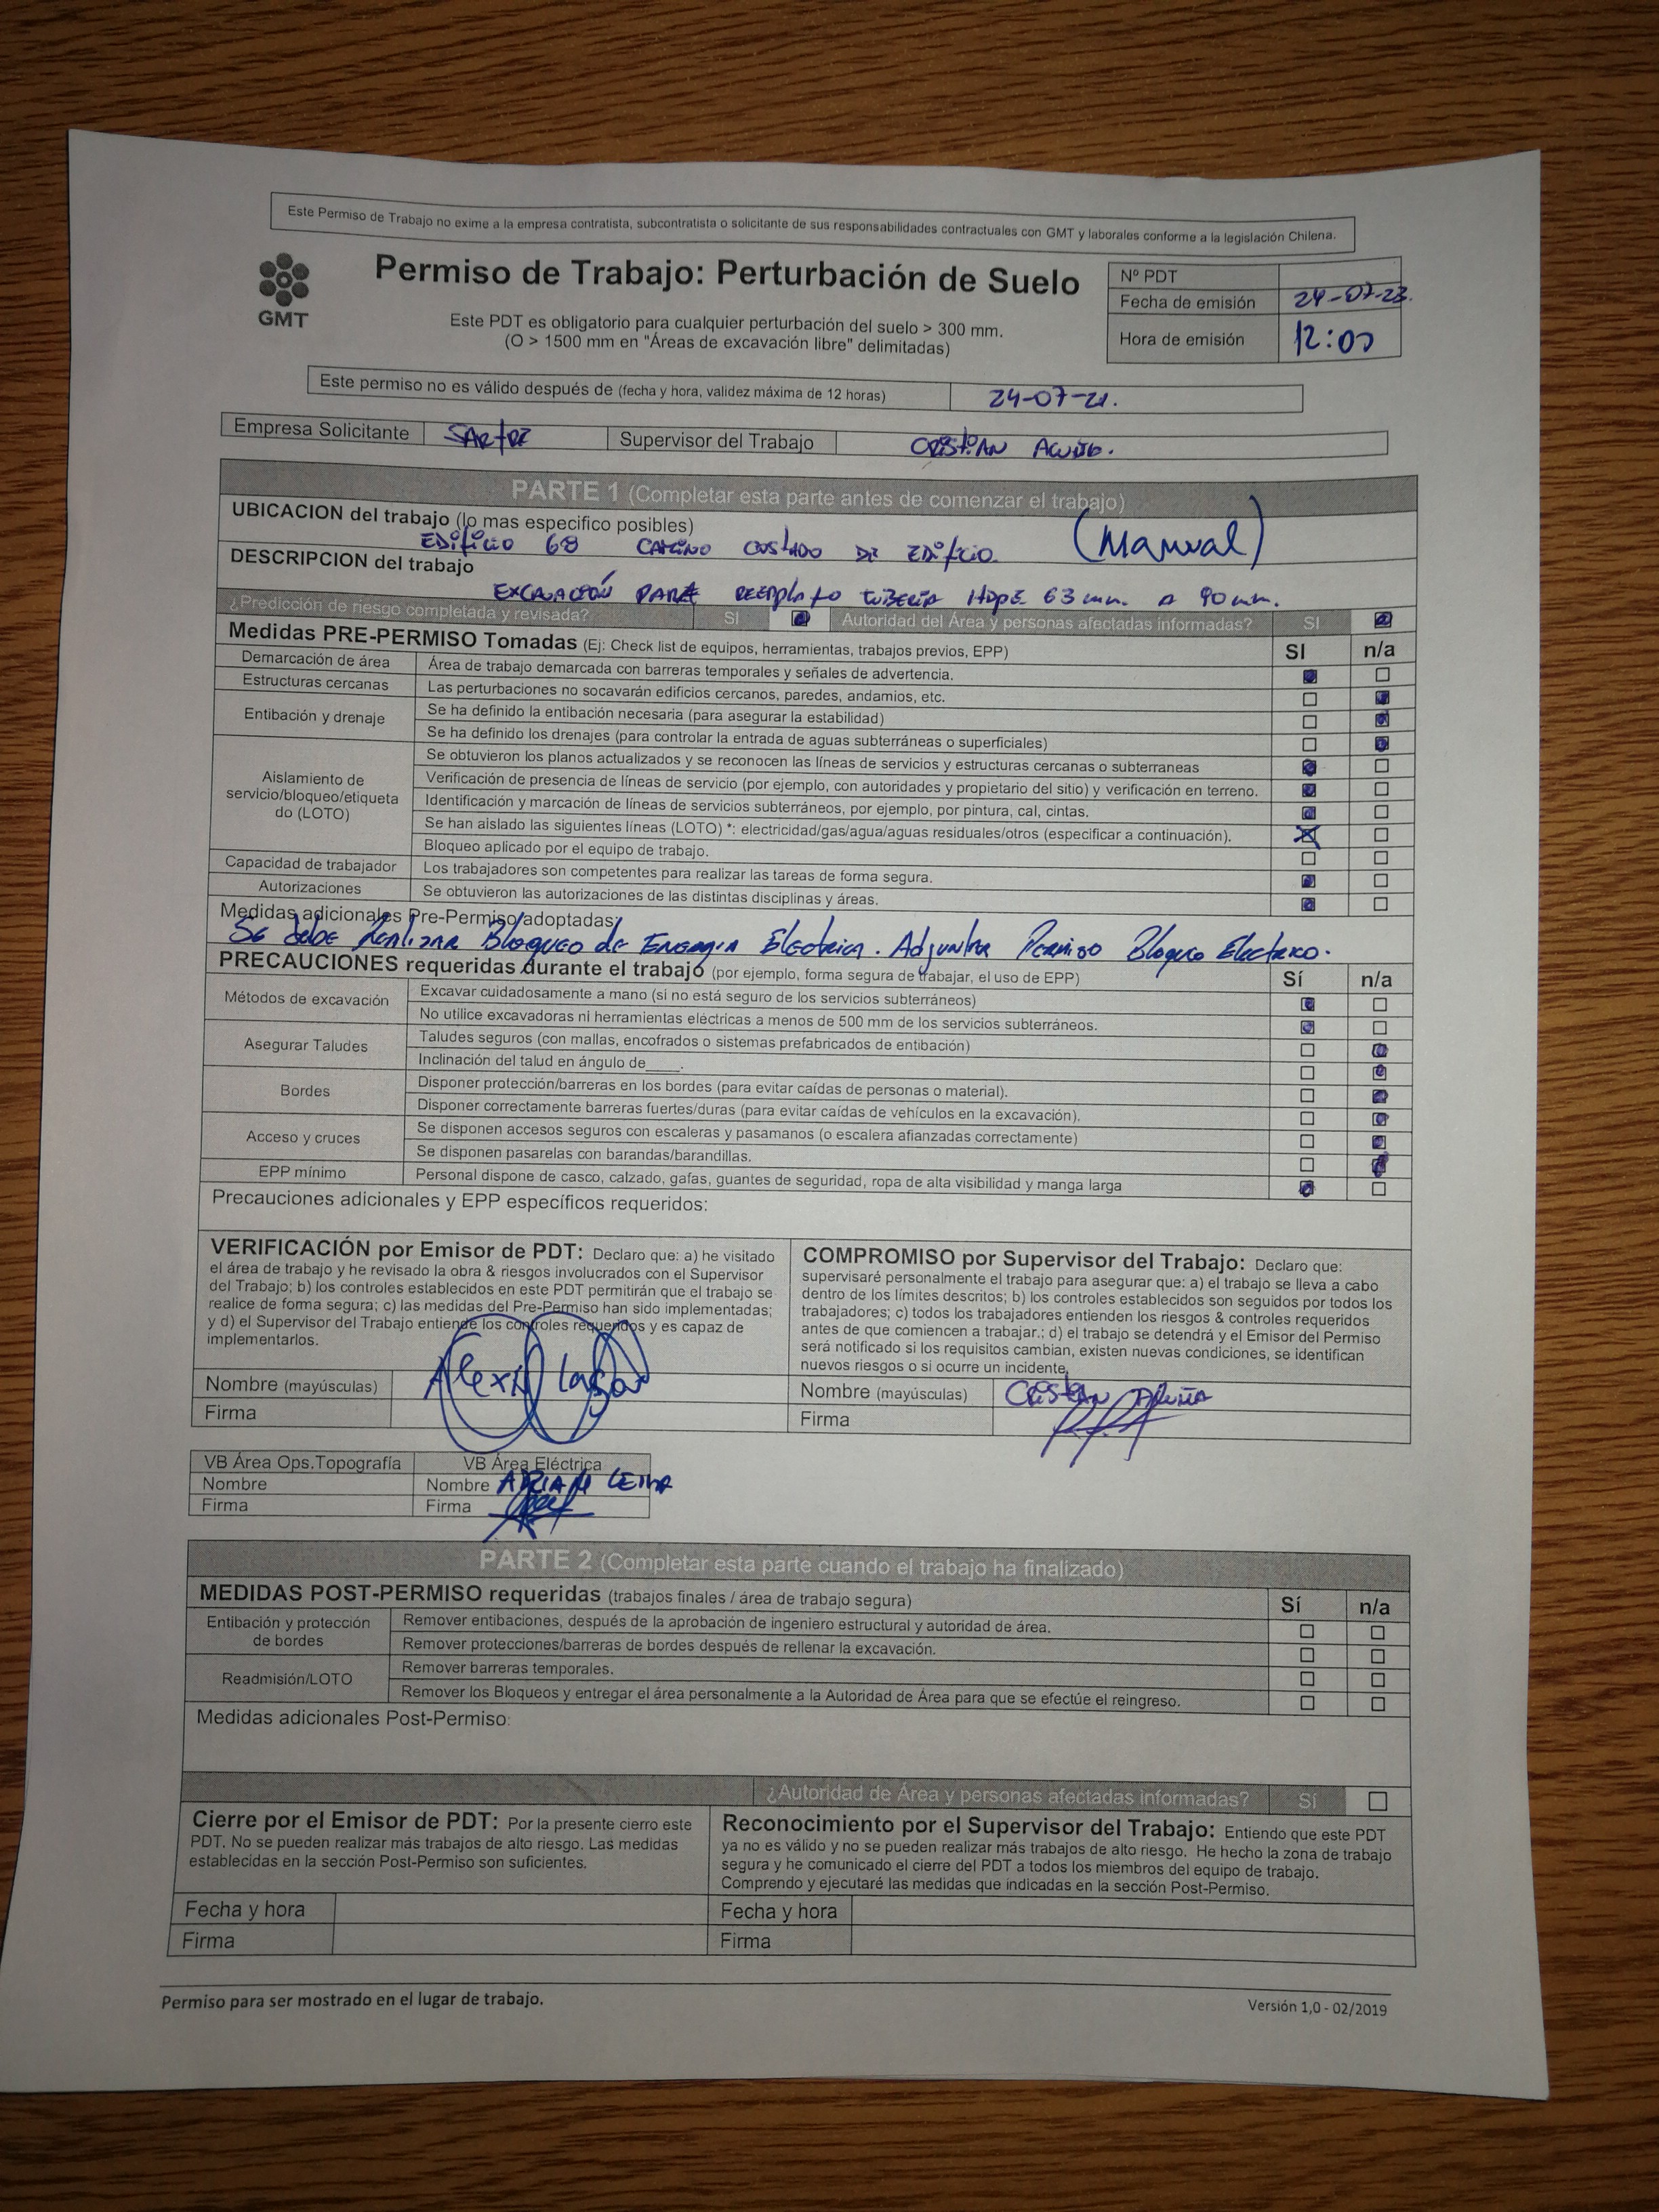 Este Permiso de Trabajo no exime a la empresa contratista, subcontratista o solicitante de sus responsabilidades contractuales con GMT y laborales conforme a la legislación Chilena.
GMT
Permiso de Trabajo: Perturbación de Suelo
Este PDT es obligatorio para cualquier perturbación del suelo > 300 mm.
(O > 1500 mm en "Áreas de excavación libre" delimitadas)
Nº PDT
Fecha de emisión 24-07-23.
Hora de emisión 12:00
Este permiso no es válido después de (fecha y hora, validez máxima de 12 horas) 24-07-
Empresa Solicitante Supervisor del Trabajo CRISTIAN
PARTE 1 (Completar esta parte antes de comenzar el trabajo)
UBICACION del trabajo (lo mas especifico posibles) (Manual)
EDIFICIO 68 CAMINO COSTADO DE EDIFICIO.
DESCRIPCION del trabajo
EXCAVACIÓN PARA REEMPLAZO TUBERIA HDPE 63 mm. A 90 mm.
¿Predicción de riesgo completada y revisada? SI Autoridad del Área y personas afectadas informadas? SI
Medidas PRE-PERMISO Tomadas (Ej: Check list de equipos, herramientas, trabajos previos, EPP) SI n/a
Demarcación de área Área de trabajo demarcada con barreras temporales y señales de advertencia.
Estructuras cercanas Las perturbaciones no socavarán edificios cercanos, paredes, andamios, etc.
Entibación y drenaje Se ha definido la entibación necesaria (para asegurar la estabilidad)
Se ha definido los drenajes (para controlar la entrada de aguas subterráneas o superficiales)
Aislamiento de servicio/bloqueo/etiqueta do (LOTO) Se obtuvieron los planos actualizados y se reconocen las líneas de servicios y estructuras cercanas o subterraneas
Verificación de presencia de líneas de servicio (por ejemplo, con autoridades y propietario del sitio) y verificación en terreno.
Identificación y marcación de líneas de servicios subterráneos, por ejemplo, por pintura, cal, cintas.
Se han aislado las siguientes líneas (LOTO) *: electricidad/gas/agua/aguas residuales/otros (especificar a continuación).
Bloqueo aplicado por el equipo de trabajo.
Capacidad de trabajador Los trabajadores son competentes para realizar las tareas de forma segura.
Autorizaciones Se obtuvieron las autorizaciones de las distintas disciplinas y áreas.
Medidas adicionales Pre-Permiso adoptadas:
Se debe Realizar Bloqueo de Energia Electrica. Adjuntar Permiso Bloqueo Electrico.
PRECAUCIONES requeridas durante el trabajo (por ejemplo, forma segura de trabajar, el uso de EPP) Sí n/a
Métodos de excavación Excavar cuidadosamente a mano (si no está seguro de los servicios subterráneos)
No utilice excavadoras ni herramientas eléctricas a menos de 500 mm de los servicios subterráneos.
Asegurar Taludes Taludes seguros (con mallas, encofrados o sistemas prefabricados de entibación)
Inclinación del talud en ángulo de____.
Bordes Disponer protección/barreras en los bordes (para evitar caídas de personas o material).
Disponer correctamente barreras fuertes/duras (para evitar caídas de vehículos en la excavación).
Acceso y cruces Se disponen accesos seguros con escaleras y pasamanos (o escalera afianzadas correctamente)
Se disponen pasarelas con barandas/barandillas.
EPP mínimo Personal dispone de casco, calzado, gafas, guantes de seguridad, ropa de alta visibilidad y manga larga
Precauciones adicionales y EPP específicos requeridos:
VERIFICACIÓN por Emisor de PDT: Declaro que: a) he visitado
el área de trabajo y he revisado la obra & riesgos involucrados con el Supervisor
del Trabajo; b) los controles establecidos en este PDT permitirán que el trabajo se
realice de forma segura; c) las medidas del Pre-Permiso han sido implementadas;
y d) el Supervisor del Trabajo entiende los controles requeridos y es capaz de
implementarlos.
Nombre (mayúsculas)
Firma
COMPROMISO por Supervisor del Trabajo: Declaro que:
supervisaré personalmente el trabajo para asegurar que: a) el trabajo se lleva a cabo
dentro de los límites descritos; b) los controles establecidos son seguidos por todos los
trabajadores; c) todos los trabajadores entienden los riesgos & controles requeridos
antes de que comiencen a trabajar.; d) el trabajo se detendrá y el Emisor del Permiso
será notificado si los requisitos cambian, existen nuevas condiciones, se identifican
nuevos riesgos o si ocurre un incidente.
Nombre (mayúsculas) CRISTIAN ACUÑA
Firma
VB Área Ops.Topografía VB Área Eléctrica
Nombre Nombre ADRIAN LEIVA
Firma Firma
PARTE 2 (Completar esta parte cuando el trabajo ha finalizado)
MEDIDAS POST-PERMISO requeridas (trabajos finales / área de trabajo segura) Sí n/a
Entibación y protección de bordes Remover entibaciones, después de la aprobación de ingeniero estructural y autoridad de área.
Remover protecciones/barreras de bordes después de rellenar la excavación.
Readmisión/LOTO Remover barreras temporales.
Remover los Bloqueos y entregar el área personalmente a la Autoridad de Área para que se efectúe el reingreso.
Medidas adicionales Post-Permiso:
¿Autoridad de Área y personas afectadas informadas? Sí
Cierre por el Emisor de PDT: Por la presente cierro este
PDT. No se pueden realizar más trabajos de alto riesgo. Las medidas
establecidas en la sección Post-Permiso son suficientes.
Fecha y hora
Firma
Reconocimiento por el Supervisor del Trabajo: Entiendo que este PDT
ya no es válido y no se pueden realizar más trabajos de alto riesgo. He hecho la zona de trabajo
segura y he comunicado el cierre del PDT a todos los miembros del equipo de trabajo.
Comprendo y ejecutaré las medidas que indicadas en la sección Post-Permiso.
Fecha y hora
Firma
Permiso para ser mostrado en el lugar de trabajo.
Versión 1,0 - 02/2019